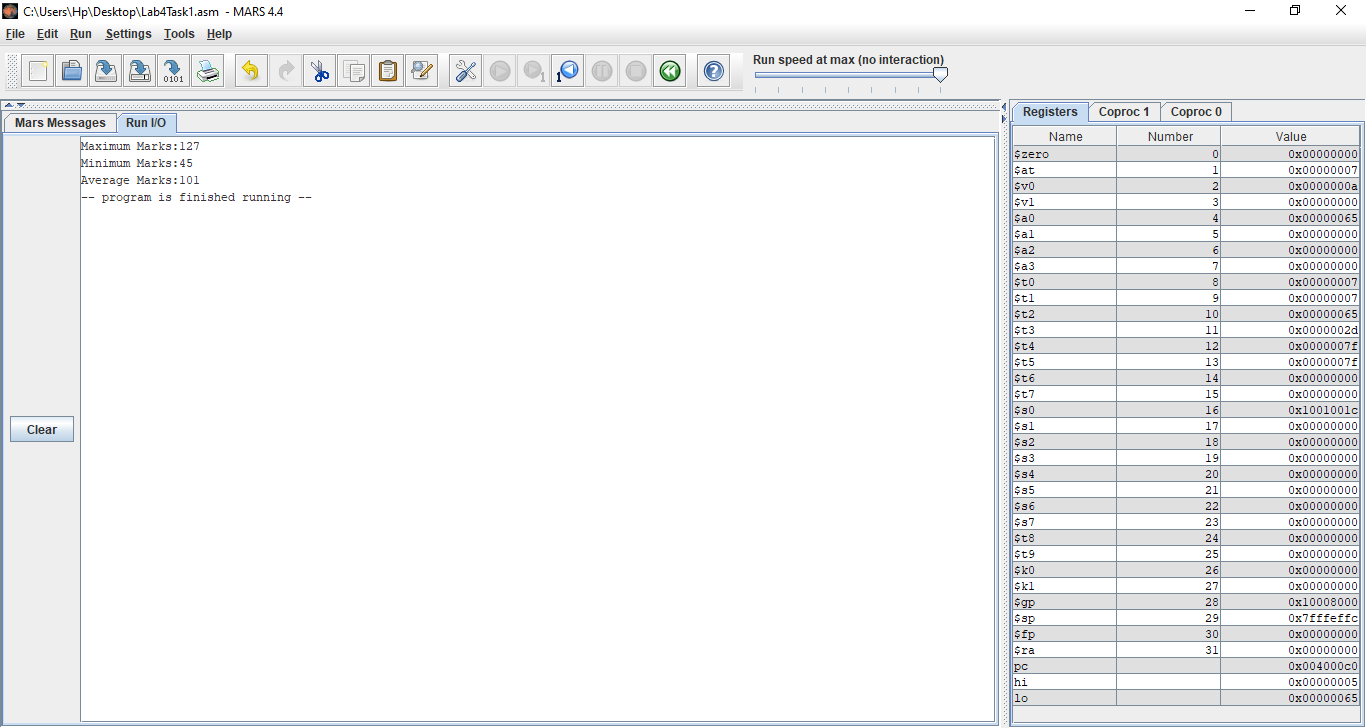 C:\Users\Hp\Desktop\Lab4Task1.asm - MARS 4.4
File Edit Run Settings Tools Help
Run speed at max (no interaction)
0101
1
1
Mars Messages Run I/O
Maximum Marks:127
Minimum Marks:45
Average Marks:101
-- program is finished running --
Clear
Registers Coproc 1 Coproc 0
Name Number Value
$zero 0 0x00000000
$at 1 0x00000007
$v0 2 0x0000000a
$v1 3 0x00000000
$a0 4 0x00000065
$a1 5 0x00000000
$a2 6 0x00000000
$a3 7 0x00000000
$t0 8 0x00000007
$t1 9 0x00000007
$t2 10 0x00000065
$t3 11 0x0000002d
$t4 12 0x0000007f
$t5 13 0x0000007f
$t6 14 0x00000000
$t7 15 0x00000000
$s0 16 0x1001001c
$s1 17 0x00000000
$s2 18 0x00000000
$s3 19 0x00000000
$s4 20 0x00000000
$s5 21 0x00000000
$s6 22 0x00000000
$s7 23 0x00000000
$t8 24 0x00000000
$t9 25 0x00000000
$k0 26 0x00000000
$k1 27 0x00000000
$gp 28 0x10008000
$sp 29 0x7fffeffc
$fp 30 0x00000000
$ra 31 0x00000000
pc 0x004000c0
hi 0x00000005
lo 0x00000065